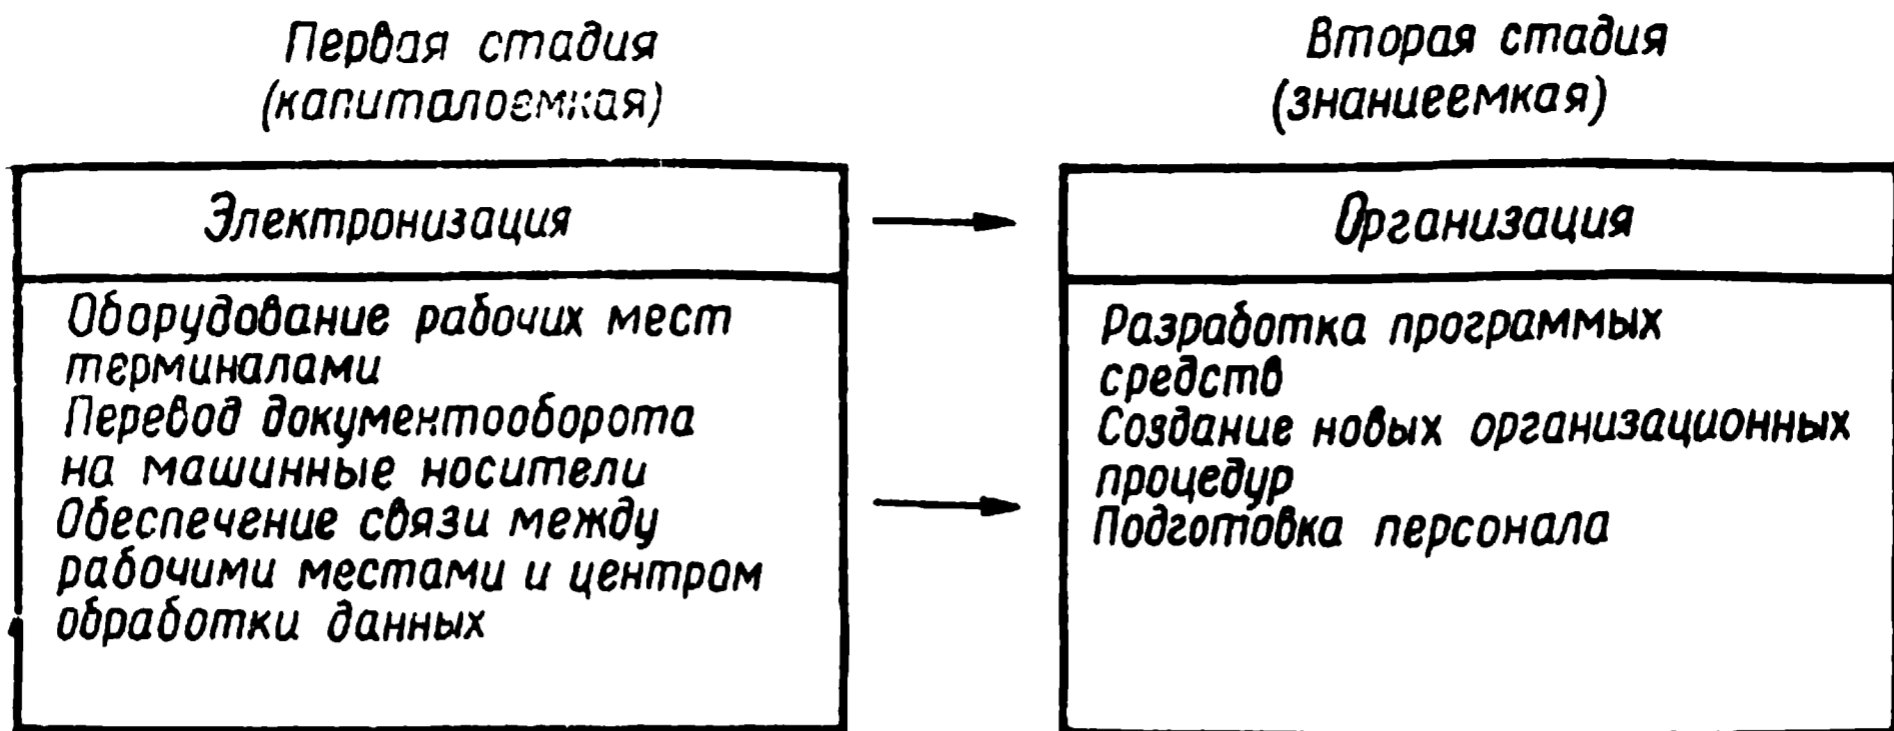 Первая стадия
(капиталоемкая)
Электронизация
Оборудование рабочих мест
терминалами
Перевод документооборота
на машинные носители
Обеспечение связи между
рабочими местами и центром
обработки данных
Вторая стадия
(знаниеемкая)
Организация
Разработка программых
средств
Создание новых организационных
процедур
Подготовка персонала